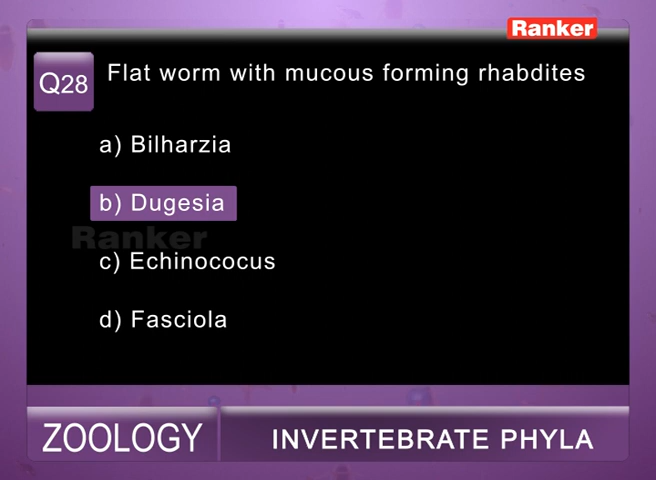 Ranker
Q28
Flat worm with mucous forming rhabdites
a) Bilharzia
b) Dugesia
Ranker
c) Echinococus
d) Fasciola
ZOOLOGY
INVERTEBRATE PHYLA